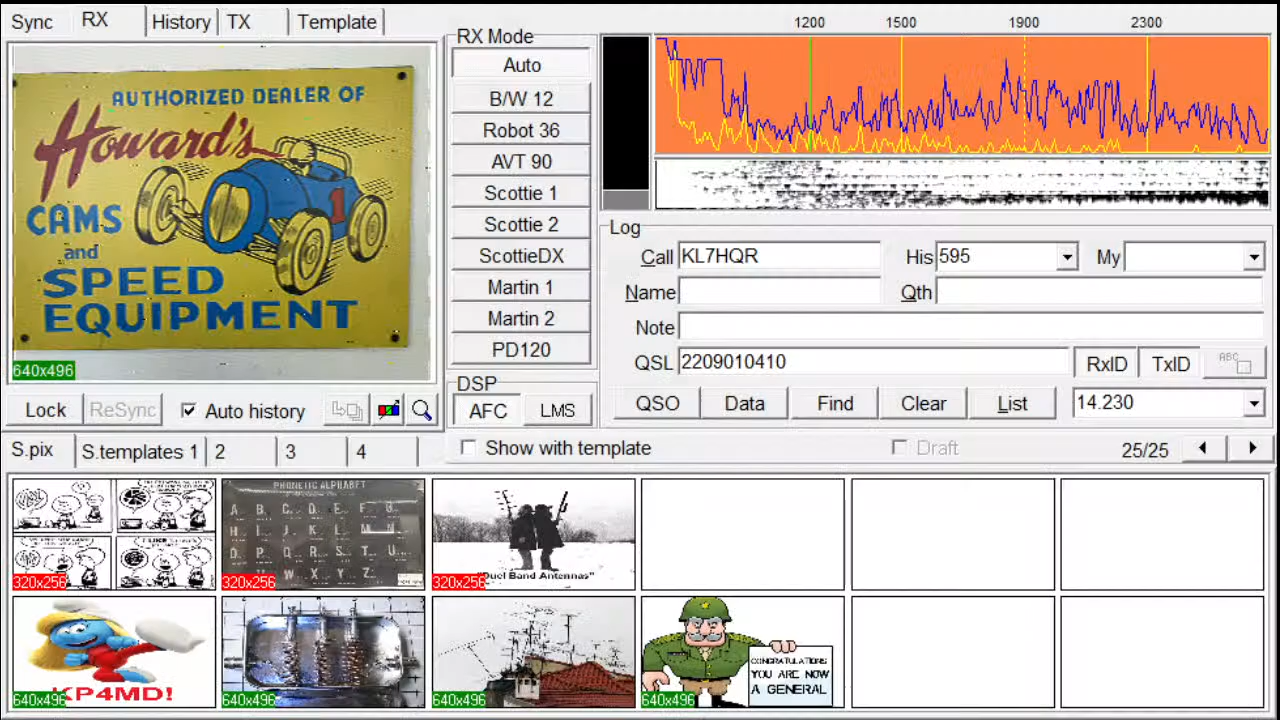 Sync RX History TX Template
AUTHORIZED DEALER OF
Howard's
CAMS
and
SPEED
EQUIPMENT
1
640x496
RX Mode
Auto
B/W 12
Robot 36
AVT 90
Scottie 1
Scottie 2
ScottieDX
Martin 1
Martin 2
PD120
DSP
AFC LMS
1200 1500 1900 2300
Log
Call KL7HQR His 595 My
Name Qth
Note
QSL 2209010410 RxID TxID ABC
QSO Data Find Clear List 14.230
Lock ReSync Auto history
S.pix S.templates 1 2 3 4
Show with template Draft 25/25
320x256
PHONETIC ALPHABET
A B C D E F G
H I J K L M N
O P Q R S T U
W X Y Z
320x256
"Duel Band Antennas"
320x256
KP4MD!
640x496
640x496
640x496
CONGRATULATIONS
YOU ARE NOW
A GENERAL
640x496